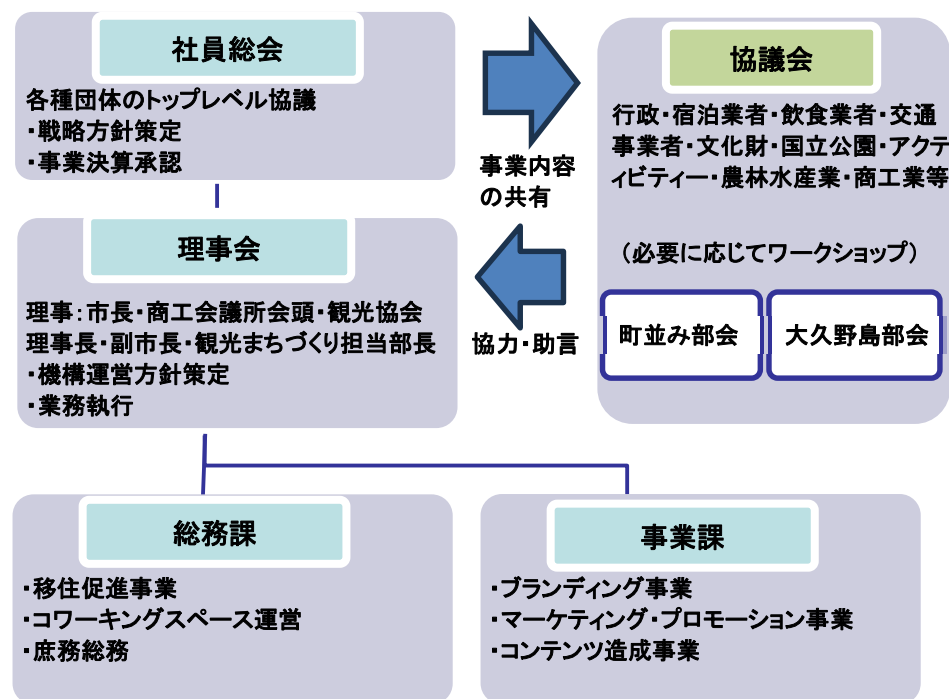 社員総会
各種団体のトップレベル協議
・戦略方針策定
・事業決算承認
事業内容
の共有
協議会
行政・宿泊業者・飲食業者・交通
事業者・文化財・国立公園・アクテ
ィビティー・農林水産業・商工業等
（必要に応じてワークショップ）
町並み部会
大久野島部会
協力・助言
理事会
理事：市長・商工会議所会頭・観光協会
理事長・副市長・観光まちづくり担当部長
・機構運営方針策定
・業務執行
総務課
・移住促進事業
・コワーキングスペース運営
・庶務総務
事業課
・ブランディング事業
・マーケティング・プロモーション事業
・コンテンツ造成事業